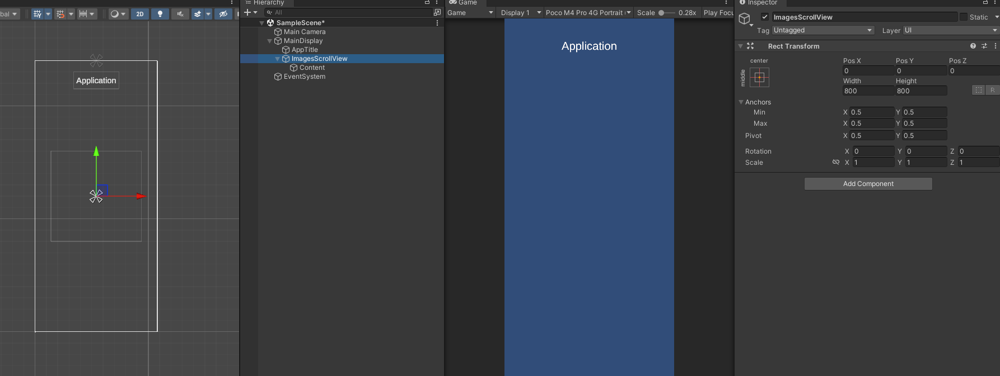 bal
2D
Application
Hierarchy
All
SampleScene*
Main Camera
MainDisplay
AppTitle
ImagesScrollView
Content
EventSystem
Game
Game
Display 1
Poco M4 Pro 4G Portrait
Scale
0.28x
Play Focu
Application
Inspector
ImagesScrollView
Static
Tag
Untagged
Layer
UI
Rect Transform
center
middle
Pos X
Pos Y
Pos Z
0
0
0
Width
Height
800
800
R
Anchors
Min
X 0.5
Y 0.5
Max
X 0.5
Y 0.5
Pivot
X 0.5
Y 0.5
Rotation
X 0
Y 0
Z 0
Scale
X 1
Y 1
Z 1
Add Component